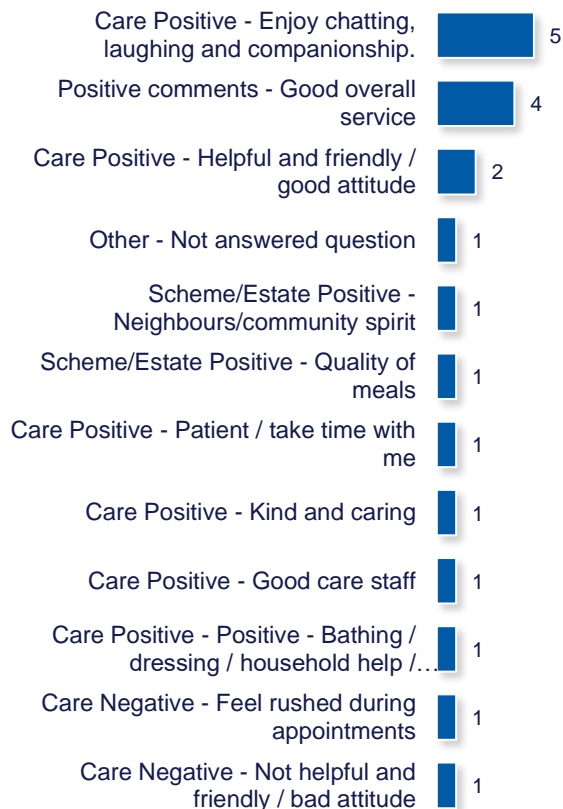 Care Positive - Enjoy chatting,
laughing and companionship.
5
Positive comments - Good overall
service
4
Care Positive - Helpful and friendly /
good attitude
2
Other - Not answered question
1
Scheme/Estate Positive -
Neighbours/community spirit
1
Scheme/Estate Positive - Quality of
meals
1
Care Positive - Patient / take time with
me
1
Care Positive - Kind and caring
1
Care Positive - Good care staff
1
Care Positive - Positive - Bathing /
dressing / household help /…
1
Care Negative - Feel rushed during
appointments
1
Care Negative - Not helpful and
friendly / bad attitude
1